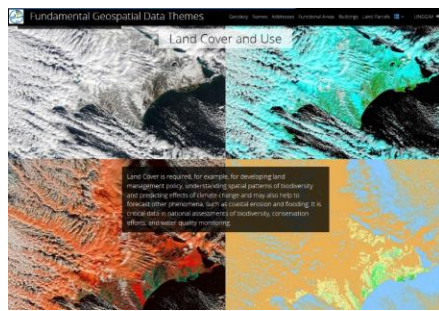 Fundamental Geospatial Data Themes
Geodesy Names Addresses Functional Areas Buildings Land Parcels UNGGIM
Land Cover and Use
Land Cover is required, for example, for developing land
management policy, understanding spatial patterns of biodiversity
and predicting effects of climate change and may also help to
forecast other phenomena, such as coastal erosion and flooding. It is
critical data in national assessments of biodiversity, conservation
efforts, and water quality monitoring.